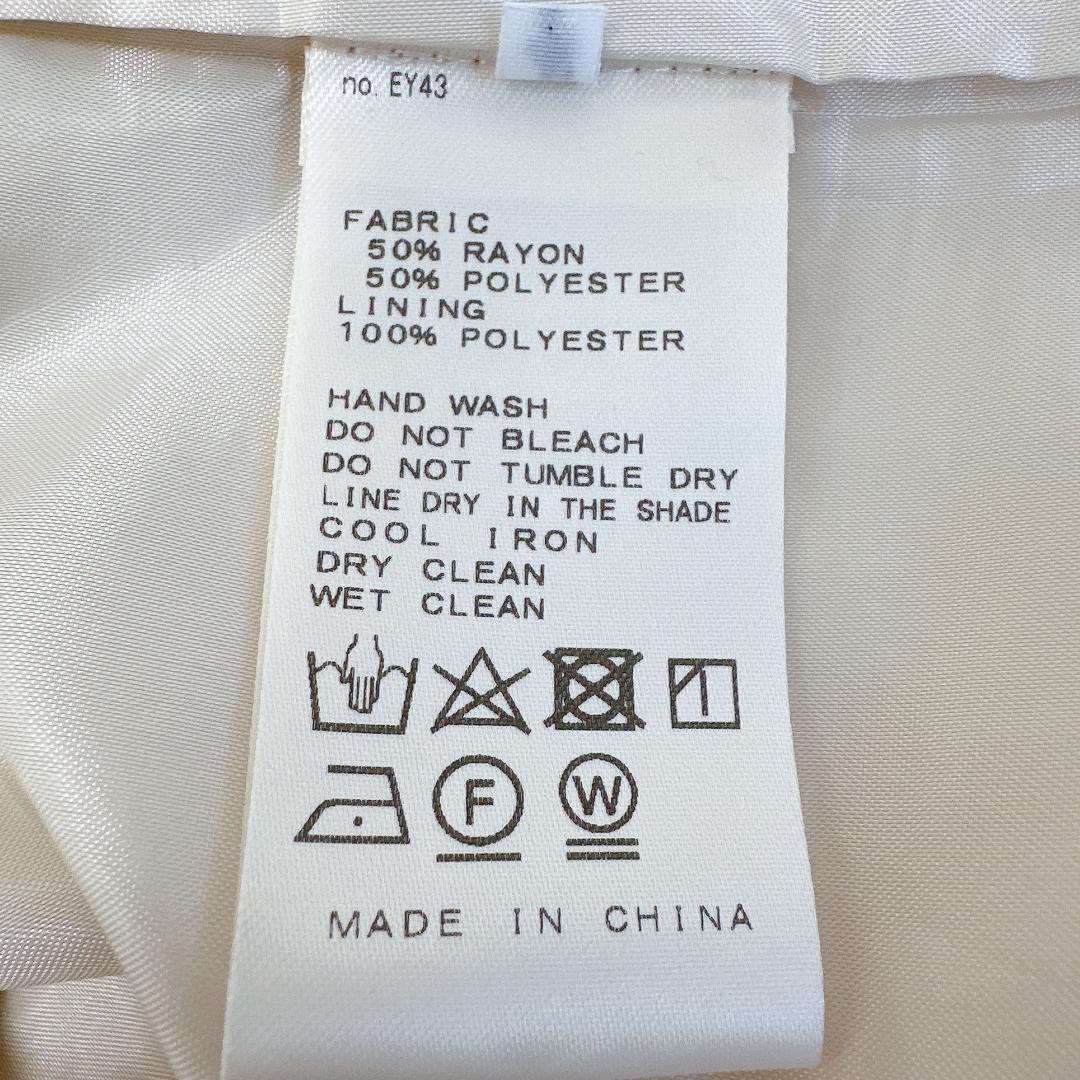 no. EY43
FABRIC
50% RAYON
50% POLYESTER
LINING
100% POLYESTER
HAND WASH
DO NOT BLEACH
DO NOT TUMBLE DRY
LINE DRY IN THE SHADE
COOL IRON
DRY CLEAN
WET CLEAN
F W
MADE IN CHINA